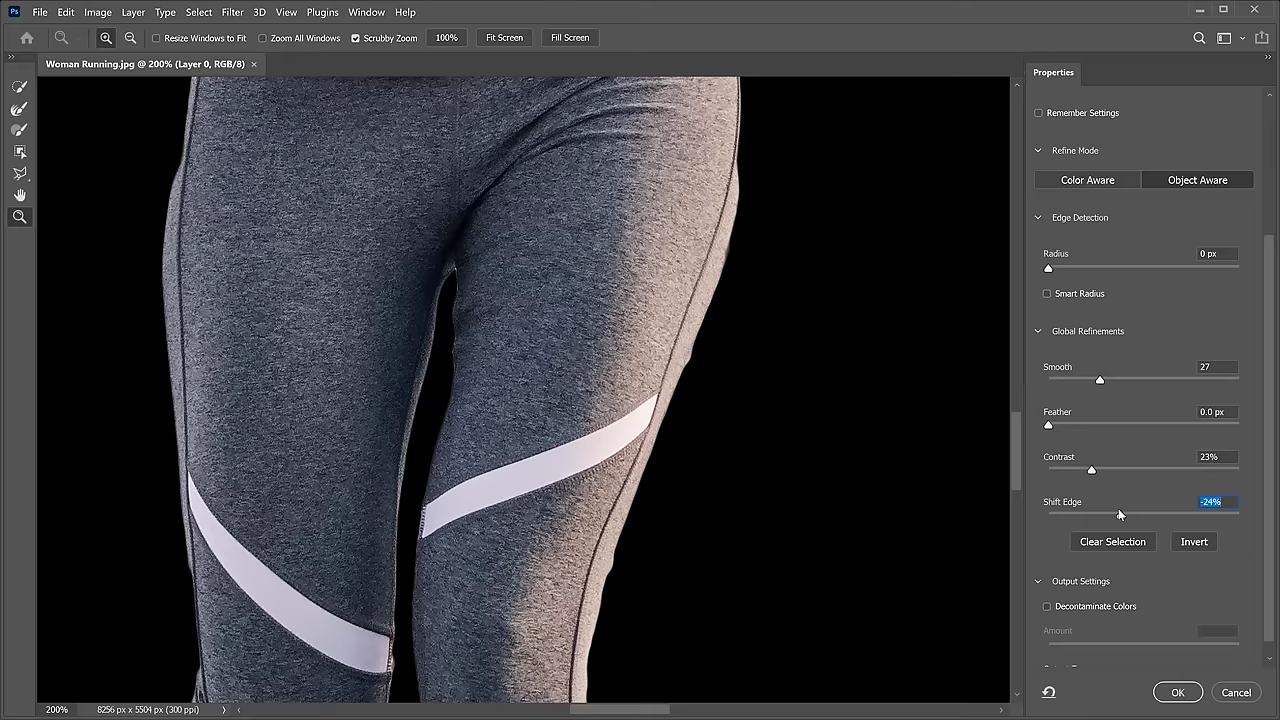 Ps File Edit Image Layer Type Select Filter 3D View Plugins Window Help
Resize Windows to Fit Zoom All Windows Scrubby Zoom 100% Fit Screen Fill Screen
Woman Running.jpg @ 200% (Layer 0, RGB/8) ×
Properties
Remember Settings
Refine Mode
Color Aware Object Aware
Edge Detection
Radius 0 px
Smart Radius
Global Refinements
Smooth 27
Feather 0.0 px
Contrast 23%
Shift Edge -24%
Clear Selection Invert
Output Settings
Decontaminate Colors
Amount
OK Cancel
200% 8256 px x 5504 px (300 ppi)